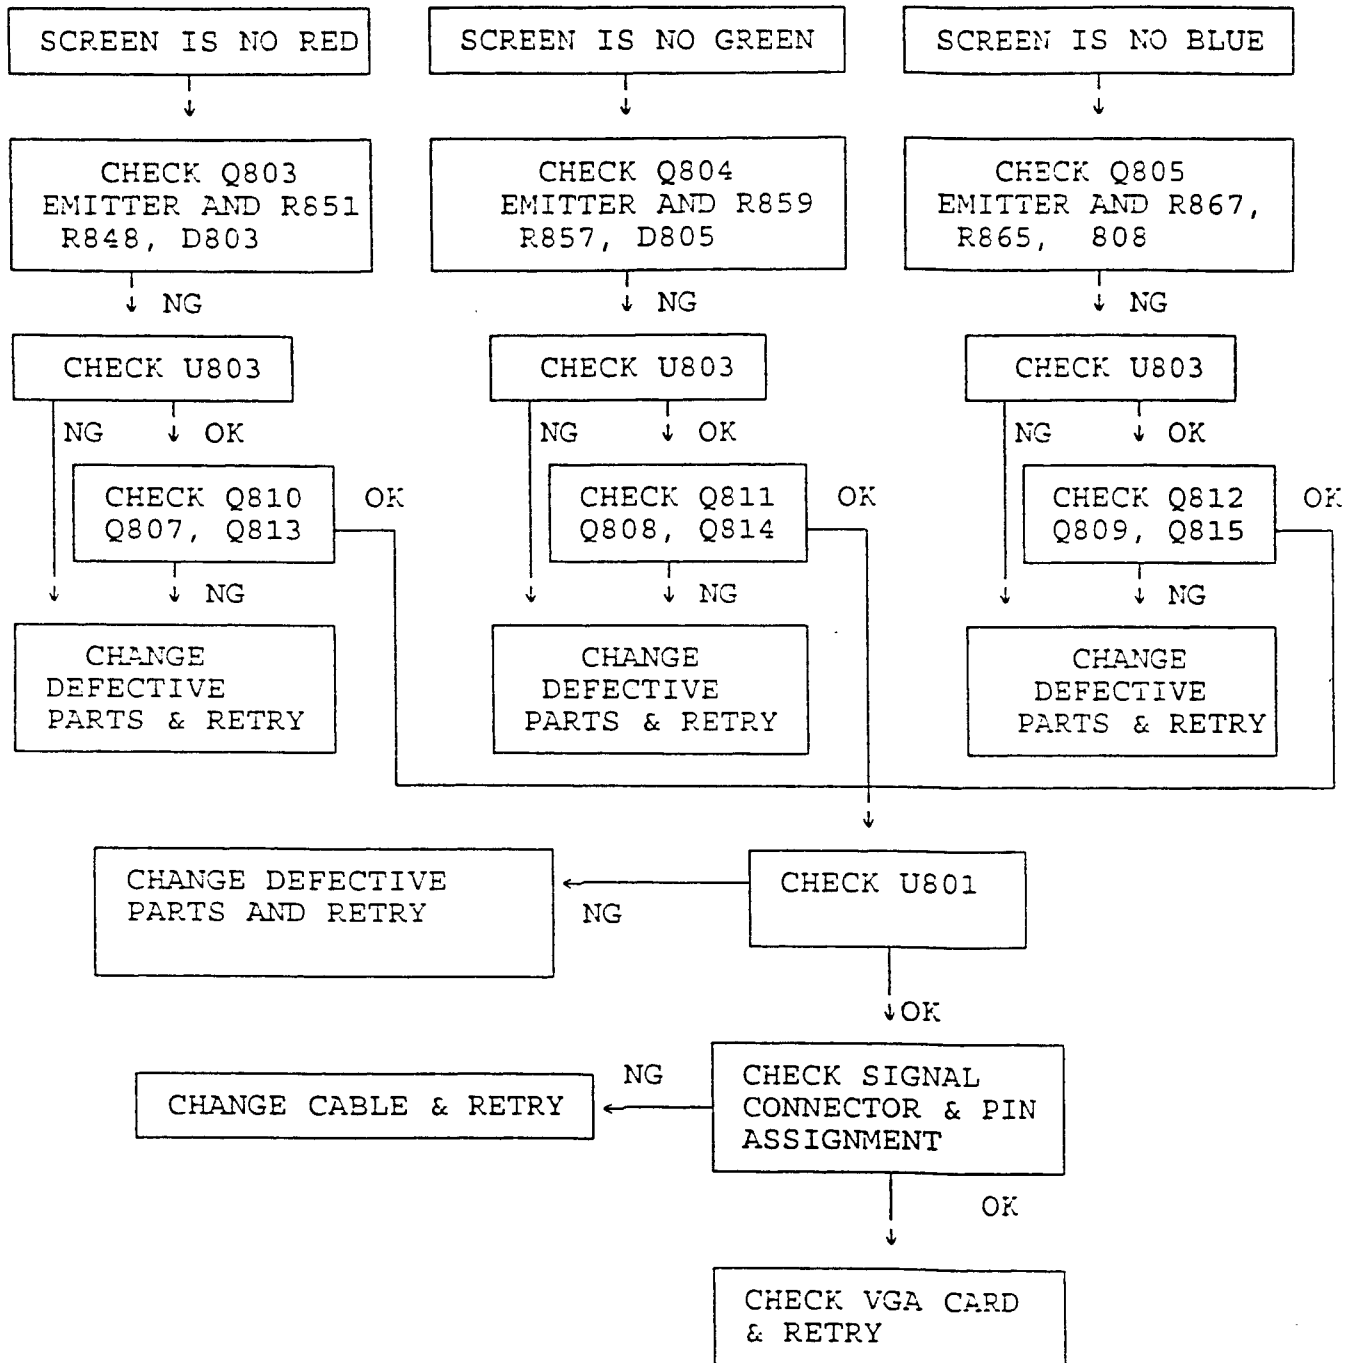 SCREEN IS NO RED
SCREEN IS NO GREEN
SCREEN IS NO BLUE
CHECK Q803
EMITTER AND R851
R848, D803
CHECK Q804
EMITTER AND R859
R857, D805
CHECK Q805
EMITTER AND R867,
R865, 808
NG
NG
NG
CHECK U803
CHECK U803
CHECK U803
NG
OK
NG
OK
NG
OK
CHECK Q810
Q807, Q813
OK
CHECK Q811
Q808, Q814
OK
CHECK Q812
Q809, Q815
OK
NG
NG
NG
CHANGE
DEFECTIVE
PARTS & RETRY
CHANGE
DEFECTIVE
PARTS & RETRY
CHANGE
DEFECTIVE
PARTS & RETRY
CHANGE DEFECTIVE
PARTS AND RETRY
NG
CHECK U801
OK
CHANGE CABLE & RETRY
NG
CHECK SIGNAL
CONNECTOR & PIN
ASSIGNMENT
OK
CHECK VGA CARD
& RETRY